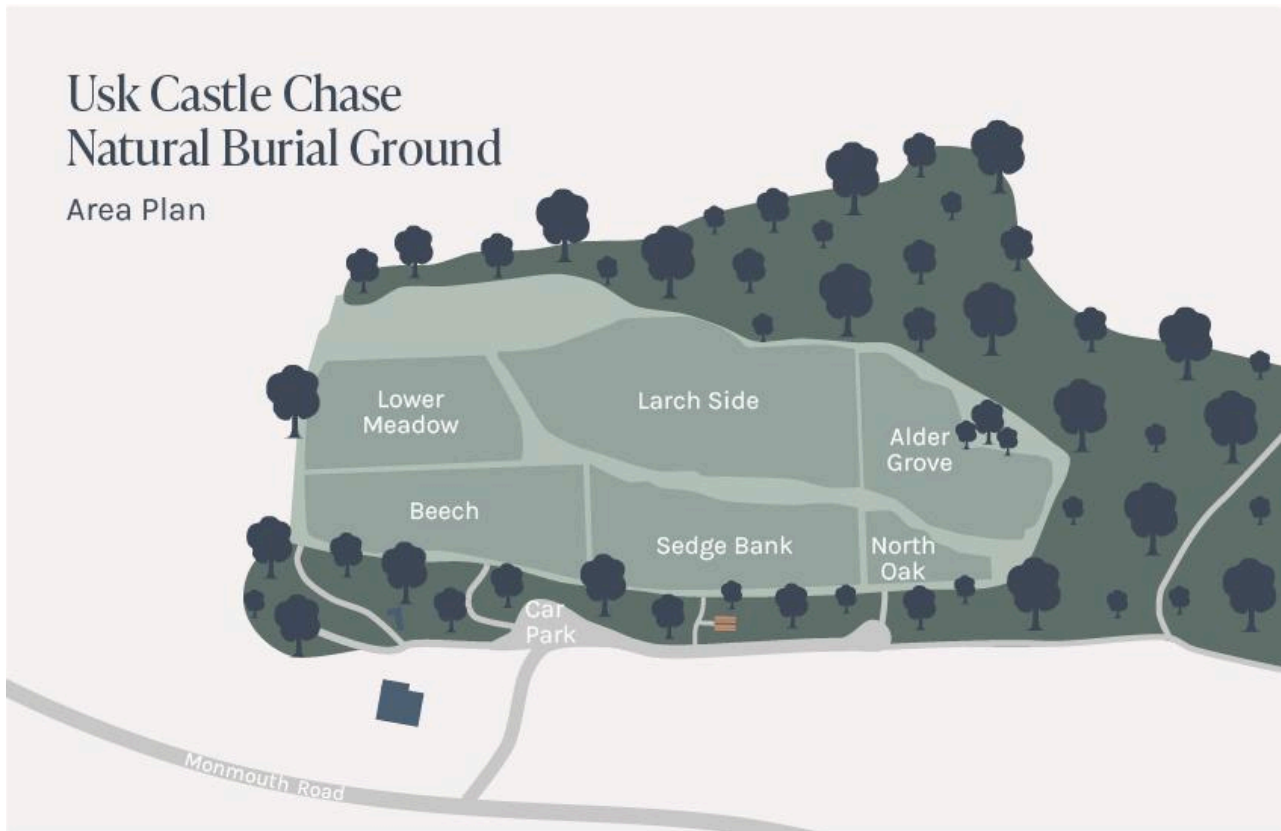 Usk Castle Chase
Natural Burial Ground
Area Plan
Lower
Meadow
Larch Side
Alder
Grove
Beech
Sedge Bank
North
Oak
Car
Park
Monmouth Road